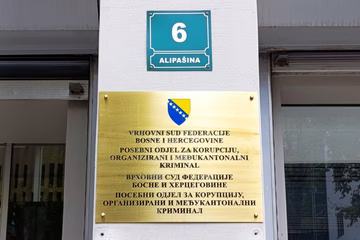 6
ALIPAŠINA
VRHOVNI SUD FEDERACIJE
BOSNE I HERCEGOVINE
POSEBNI ODJEL ZA KORUPCIJU,
ORGANIZIRANI I MEĐUKANTONALNI
KRIMINAL
ВРХОВНИ СУД ФЕДЕРАЦИЈЕ
БОСНЕ И ХЕРЦЕГОВИНЕ
ПОСЕБНИ ОДЈЕЛ ЗА КОРУПЦИЈУ,
ОРГАНИЗИРАНИ И МЕЂУКАНТОНАЛНИ
КРИМИНАЛ